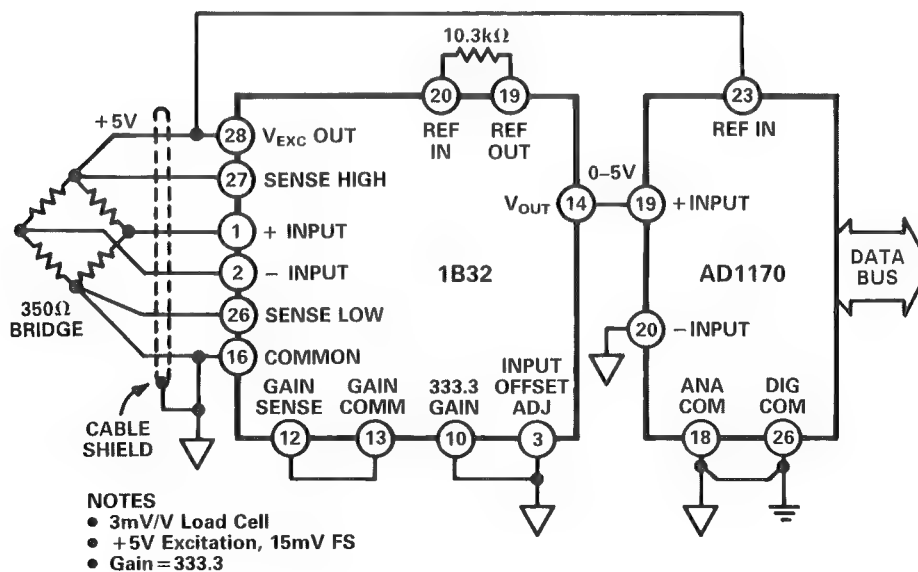 10.3kΩ
20
19
23
REF IN
REF OUT
REF IN
+5V
28
V_EXC OUT
27
SENSE HIGH
0–5V
V_OUT
14
19
+INPUT
1
+ INPUT
2
− INPUT
1B32
AD1170
DATA BUS
350Ω BRIDGE
26
SENSE LOW
20
−INPUT
16
COMMON
GAIN SENSE
GAIN COMM
333.3 GAIN
INPUT OFFSET ADJ
ANA COM
DIG COM
CABLE SHIELD
12
13
10
3
18
26
NOTES
● 3mV/V Load Cell
● +5V Excitation, 15mV FS
● Gain=333.3